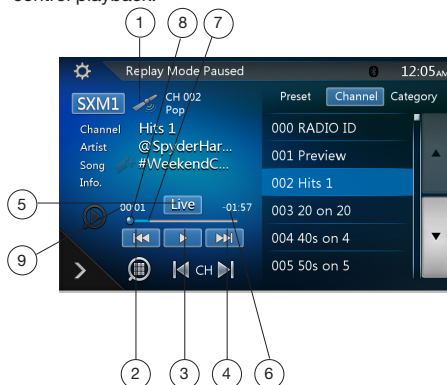 control playback.
1
8
7
Replay Mode Paused
12:05AM
SXM1
CH 002
Pop
Preset
Channel
Category
Channel
Hits 1
Artist
@SpyderHar...
Song
#WeekendC...
Info.
000 RADIO ID
001 Preview
002 Hits 1
003 20 on 20
004 40s on 4
005 50s on 5
5
00:01
Live
-01:57
9
CH
2
3
4
6